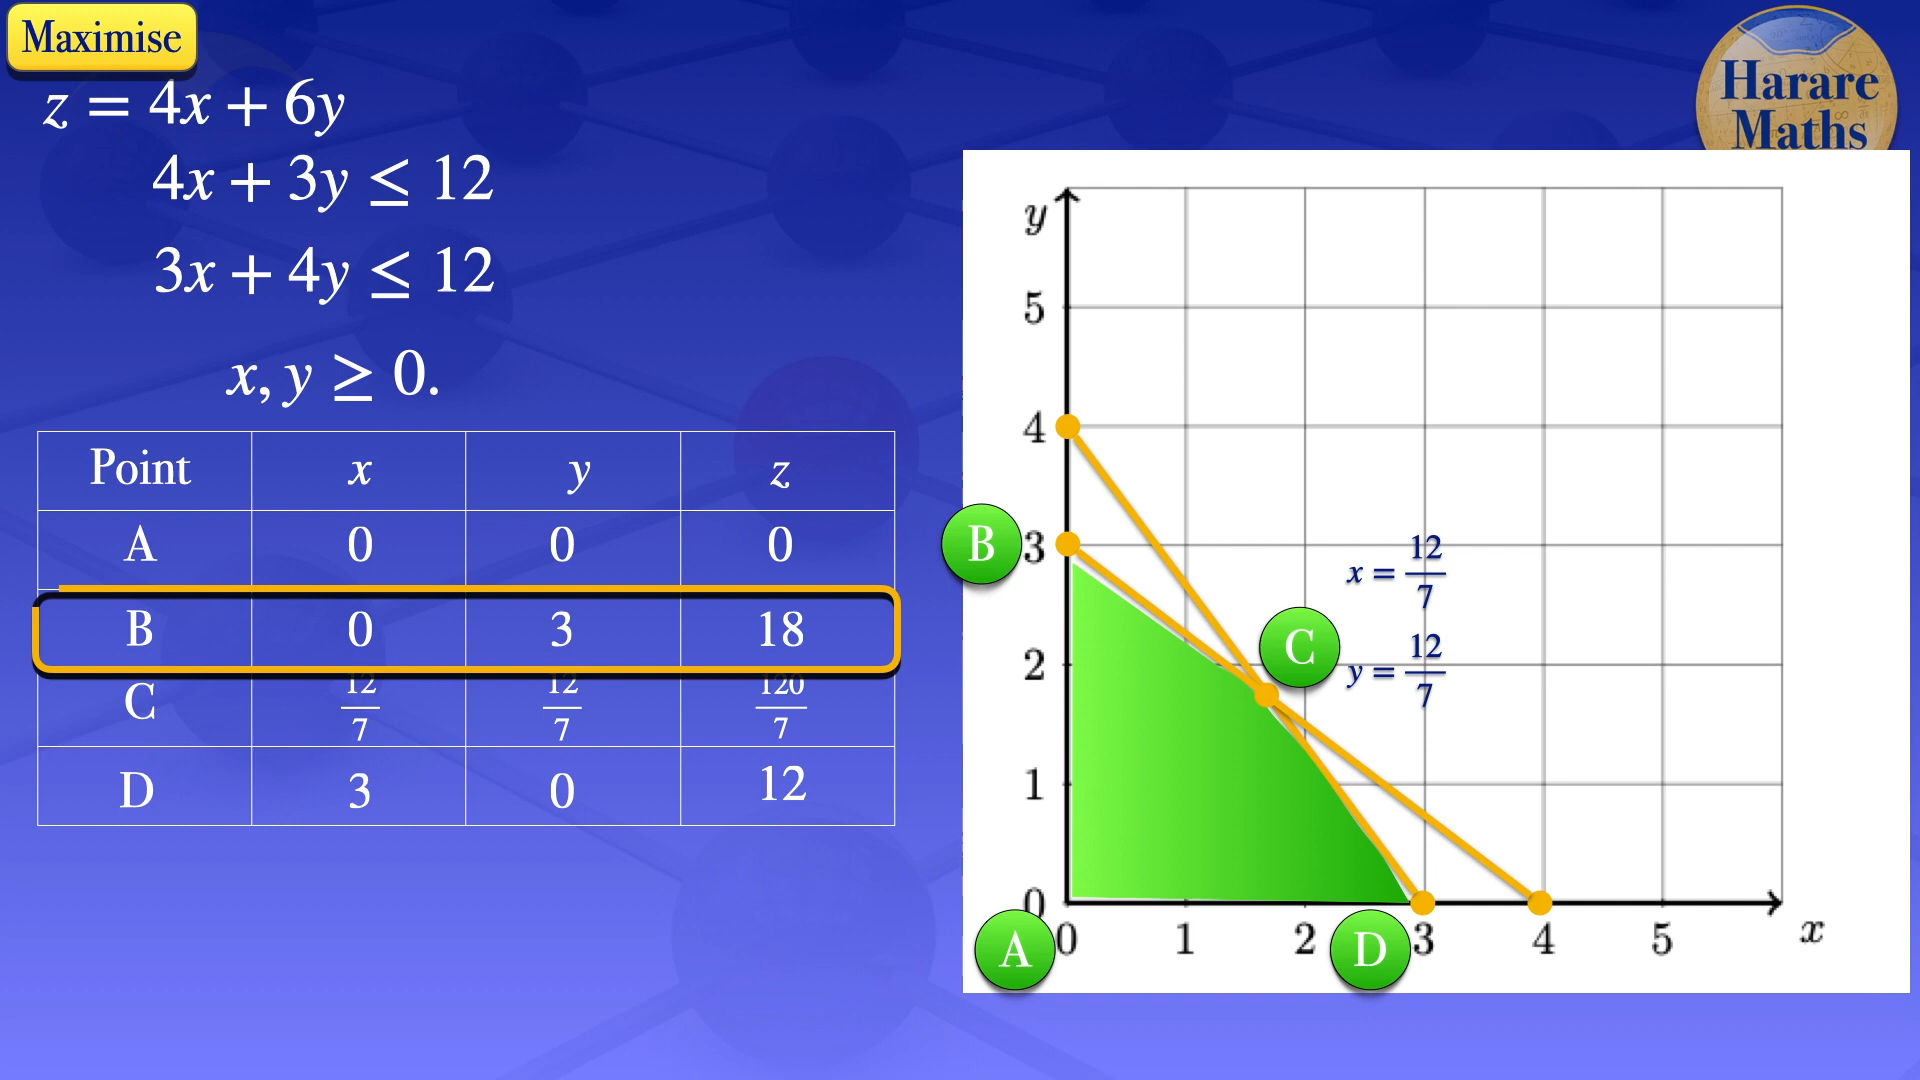 Maximise
z = 4x + 6y
4x + 3y ≤ 12
3x + 4y ≤ 12
x, y ≥ 0.
Point x y z
A 0 0 0
B 0 3 18
C 12/7 12/7 120/7
D 3 0 12
Harare
Maths
y
5
4
B 3
x = 12/7
C
2
y = 12/7
1
0
A 0 1 2 D 3 4 5 x